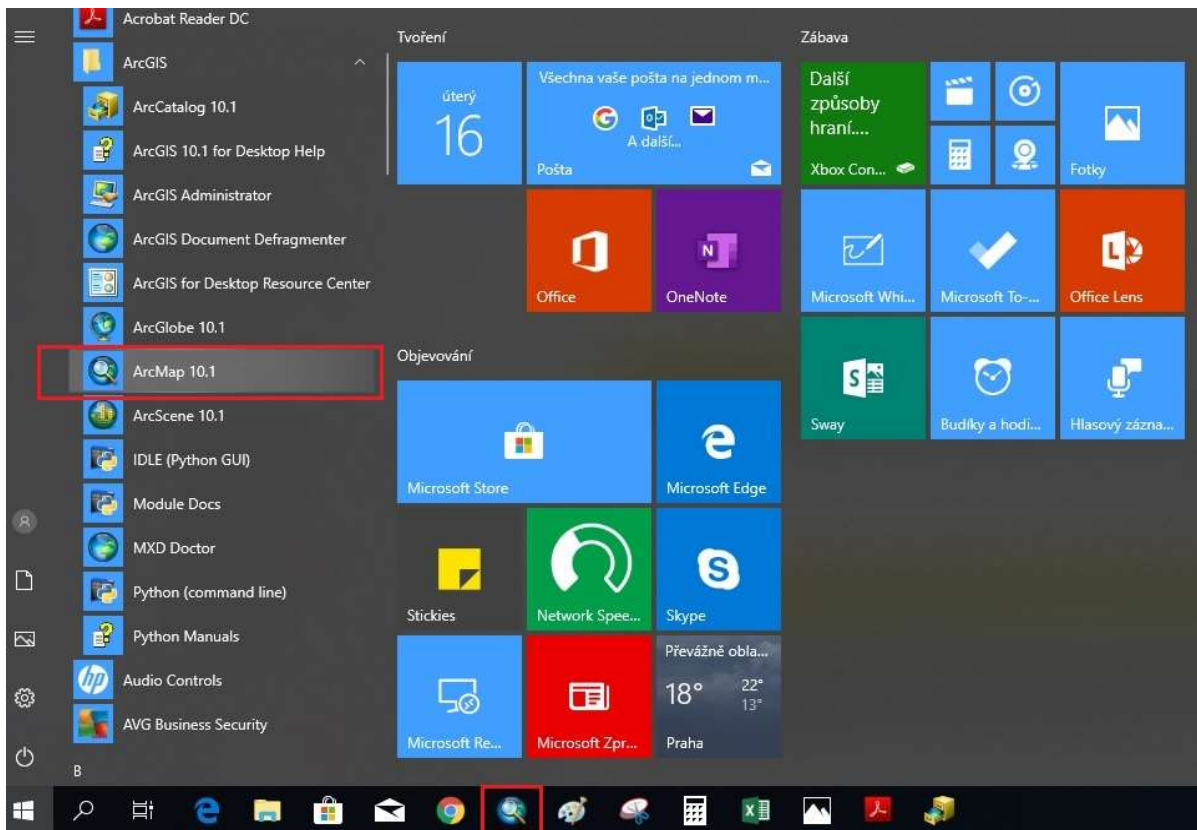 Acrobat Reader DC
ArcGIS
ArcCatalog 10.1
ArcGIS 10.1 for Desktop Help
ArcGIS Administrator
ArcGIS Document Defragmenter
ArcGIS for Desktop Resource Center
ArcGlobe 10.1
ArcMap 10.1
ArcScene 10.1
IDLE (Python GUI)
Module Docs
MXD Doctor
Python (command line)
Python Manuals
hp
Audio Controls
AVG Business Security
B
Tvoření
úterý
16
Všechna vaše pošta na jednom m...
A další...
Pošta
Office
N
OneNote
Objevování
Microsoft Store
Microsoft Edge
Stickies
Network Spee...
S
Skype
Microsoft Re...
Microsoft Zpr...
Převážně obla...
18°
22°
13°
Praha
Zábava
Další
způsoby
hraní....
Xbox Con...
Fotky
Microsoft Whi...
Microsoft To-...
L
Office Lens
S
Sway
Budíky a hodi...
Hlasový zázna...